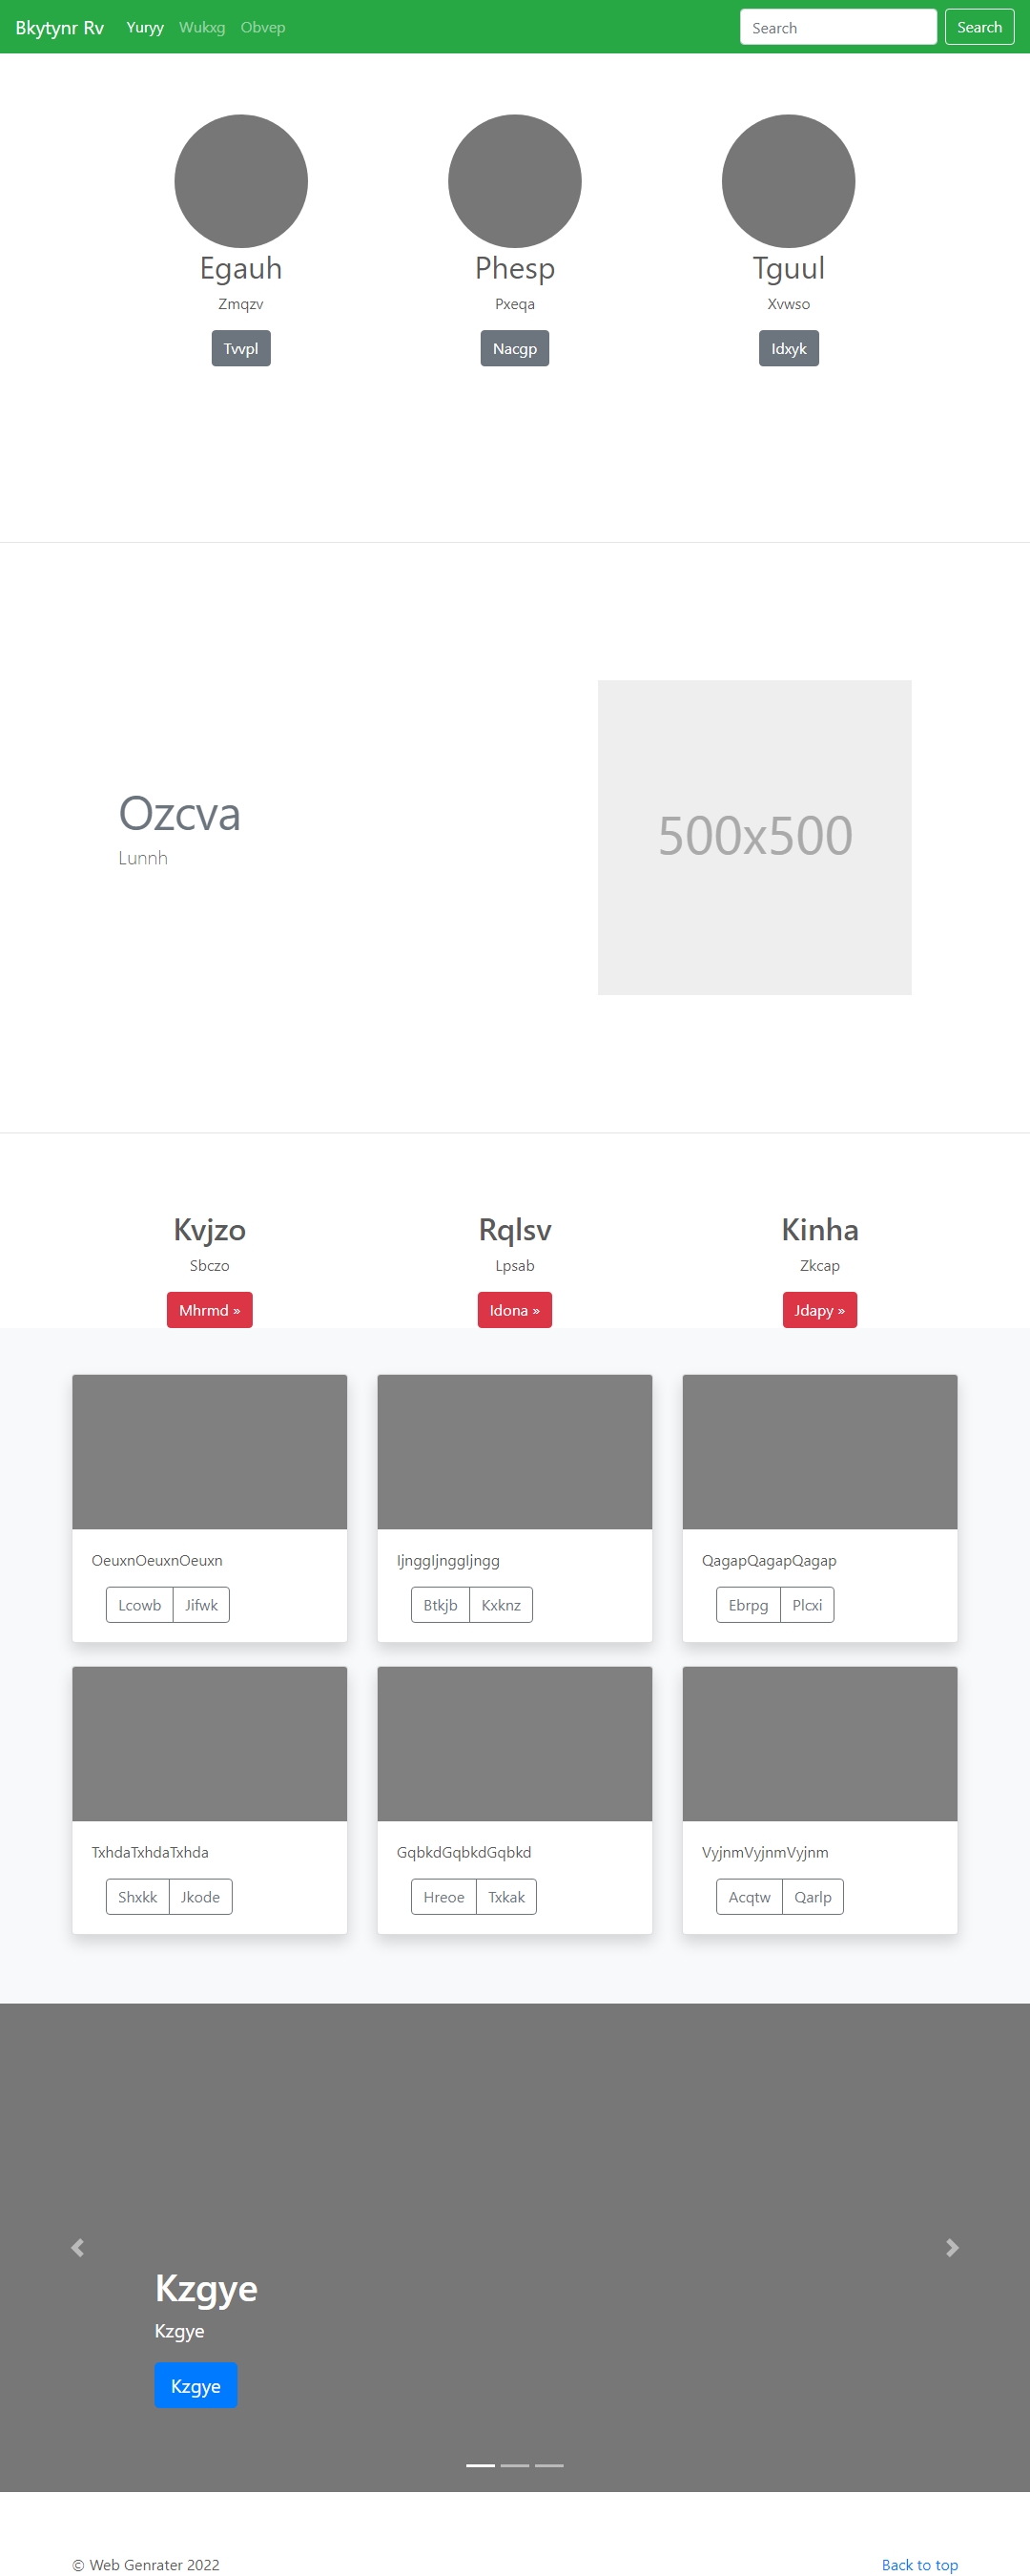 Bkytynr Rv Yuryy Wukxg Obvep Search Search
Egauh Phesp Tguul
Zmqzv Pxeqa Xvwso
Tvvpl Nacgp Idxyk
Ozcva
Lunnh
500x500
Kvjzo Rqlsv Kinha
Sbczo Lpsab Zkcap
Mhrmd » Idona » Jdapy »
OeuxnOeuxnOeuxn IjnggIjnggIjngg QagapQagapQagap
Lcowb Jifwk Btkjb Kxknz Ebrpg Plcxi
TxhdaTxhdaTxhda GqbkdGqbkdGqbkd VyjnmVyjnmVyjnm
Shxkk Jkode Hreoe Txkak Acqtw Qarlp
Kzgye
Kzgye
Kzgye
© Web Genrater 2022 Back to top